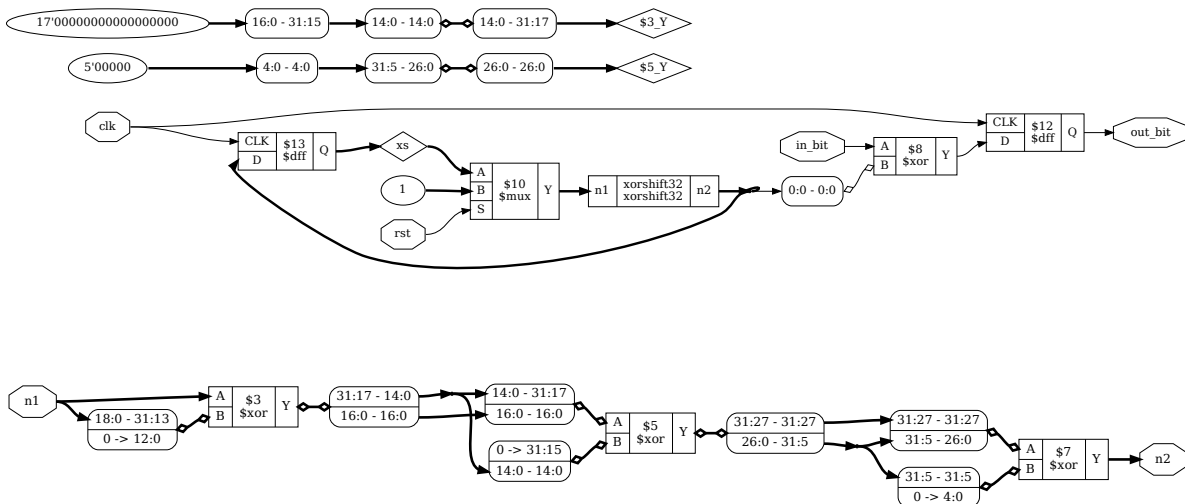 17'00000000000000000 16:0 - 31:15 14:0 - 14:0 14:0 - 31:17 $3_Y
5'00000 4:0 - 4:0 31:5 - 26:0 26:0 - 26:0 $5_Y
clk
CLK
D
$13
$dff
Q
xs
1
rst
A
B
S
$10
$mux
Y
n1
xorshift32
xorshift32
n2
0:0 - 0:0
in_bit
A
B
$8
$xor
Y
CLK
D
$12
$dff
Q
out_bit
n1
18:0 - 31:13
0 -> 12:0
A
B
$3
$xor
Y
31:17 - 14:0
16:0 - 16:0
14:0 - 31:17
16:0 - 16:0
0 -> 31:15
14:0 - 14:0
A
B
$5
$xor
Y
31:27 - 31:27
26:0 - 31:5
31:27 - 31:27
31:5 - 26:0
31:5 - 31:5
0 -> 4:0
A
B
$7
$xor
Y
n2